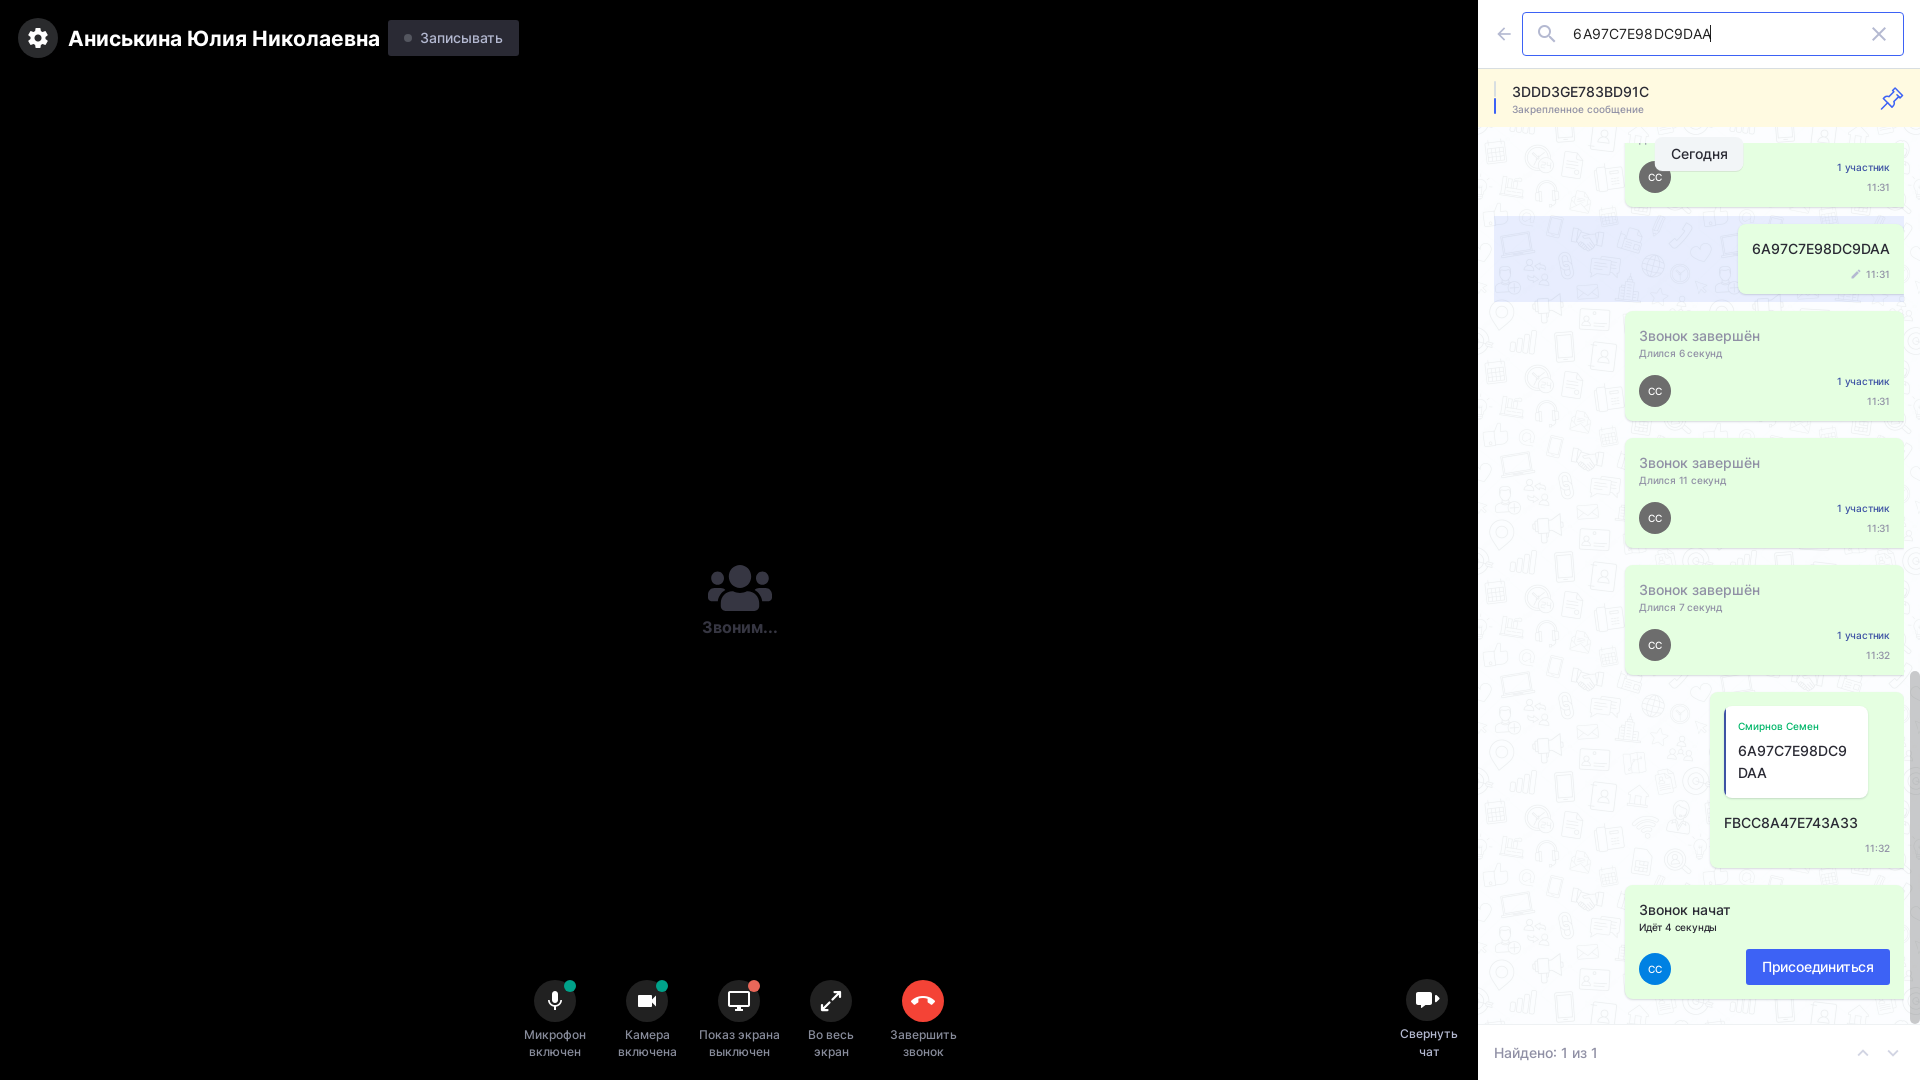 Аниськина Юлия Николаевна
Записывать
Звоним...
Микрофон
включен
Камера
включена
Показ экрана
выключен
Во весь
экран
Завершить
звонок
Свернуть
чат
6A97C7E98DC9DAA
3DDD3GE783BD91C
Закрепленное сообщение
Сегодня
CC
1 участник
11:31
6A97C7E98DC9DAA
11:31
Звонок завершён
Длился 6 секунд
CC
1 участник
11:31
Звонок завершён
Длился 11 секунд
CC
1 участник
11:31
Звонок завершён
Длился 7 секунд
CC
1 участник
11:32
Смирнов Семен
6A97C7E98DC9
DAA
FBCC8A47E743A33
11:32
Звонок начат
Идёт 4 секунды
CC
Присоединиться
Найдено: 1 из 1